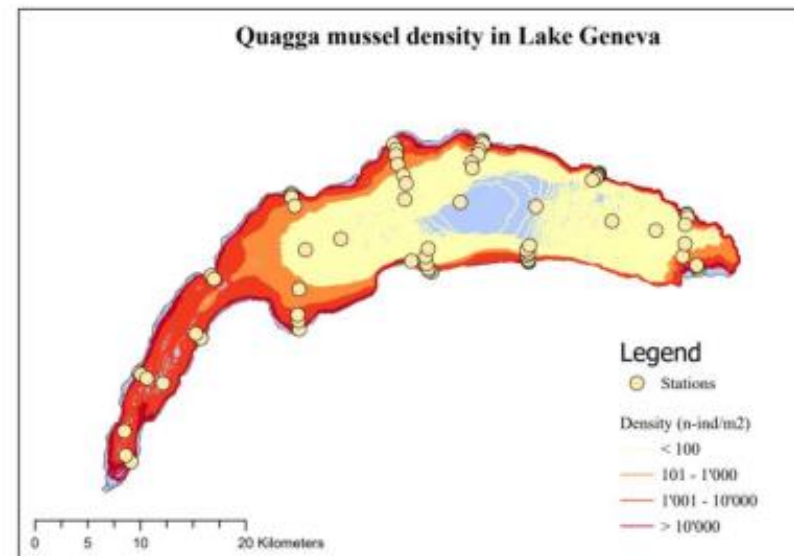 Quagga mussel density in Lake Geneva
Legend
Stations
Density (n-ind/m2)
< 100
101 - 1'000
1'001 - 10'000
> 10'000
0 5 10 20 Kilometers